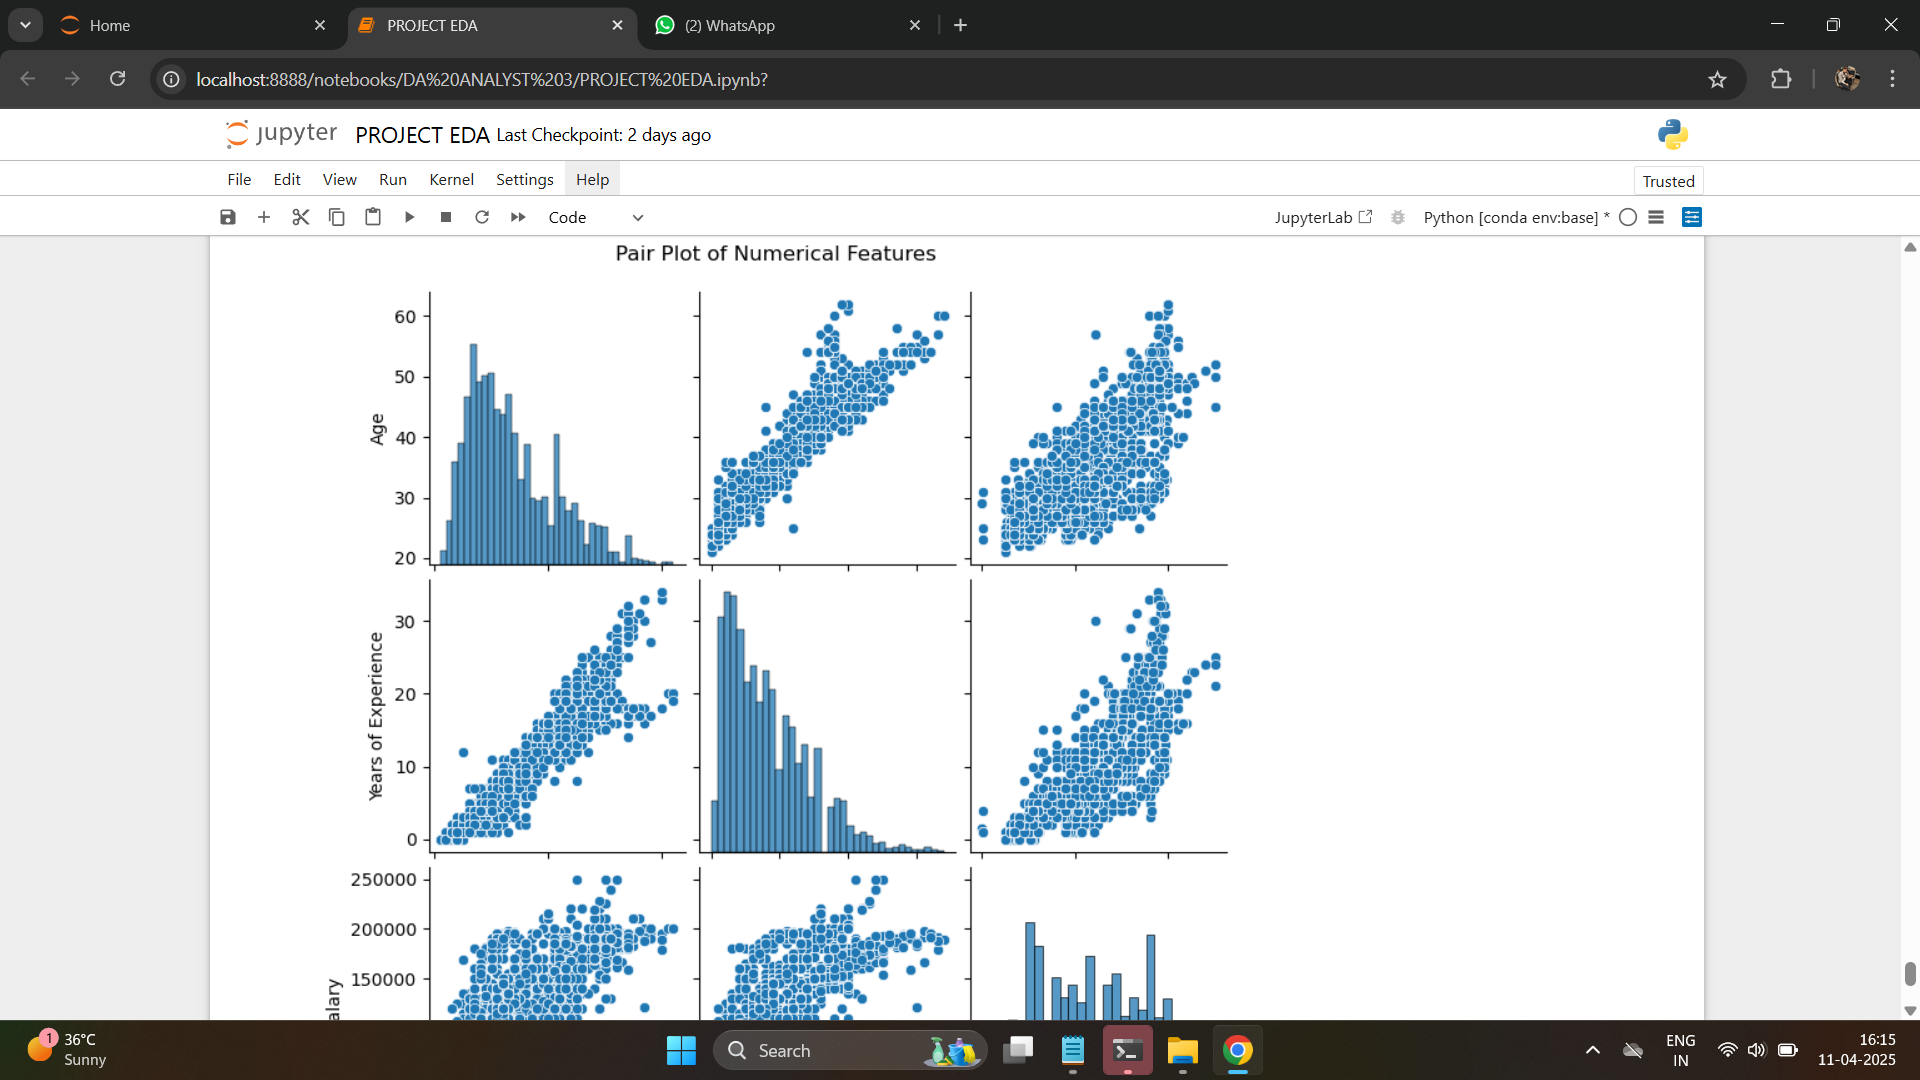 Home
PROJECT EDA
(2) WhatsApp
localhost:8888/notebooks/DA%20ANALYST%203/PROJECT%20EDA.ipynb?
jupyter PROJECT EDA Last Checkpoint: 2 days ago
File Edit View Run Kernel Settings Help
Trusted
Code
JupyterLab
Python [conda env:base] *
Pair Plot of Numerical Features
60
50
40
30
20
Age
30
20
10
0
Years of Experience
250000
200000
150000
alary
1
36°C
Sunny
Search
ENG
IN
16:15
11-04-2025